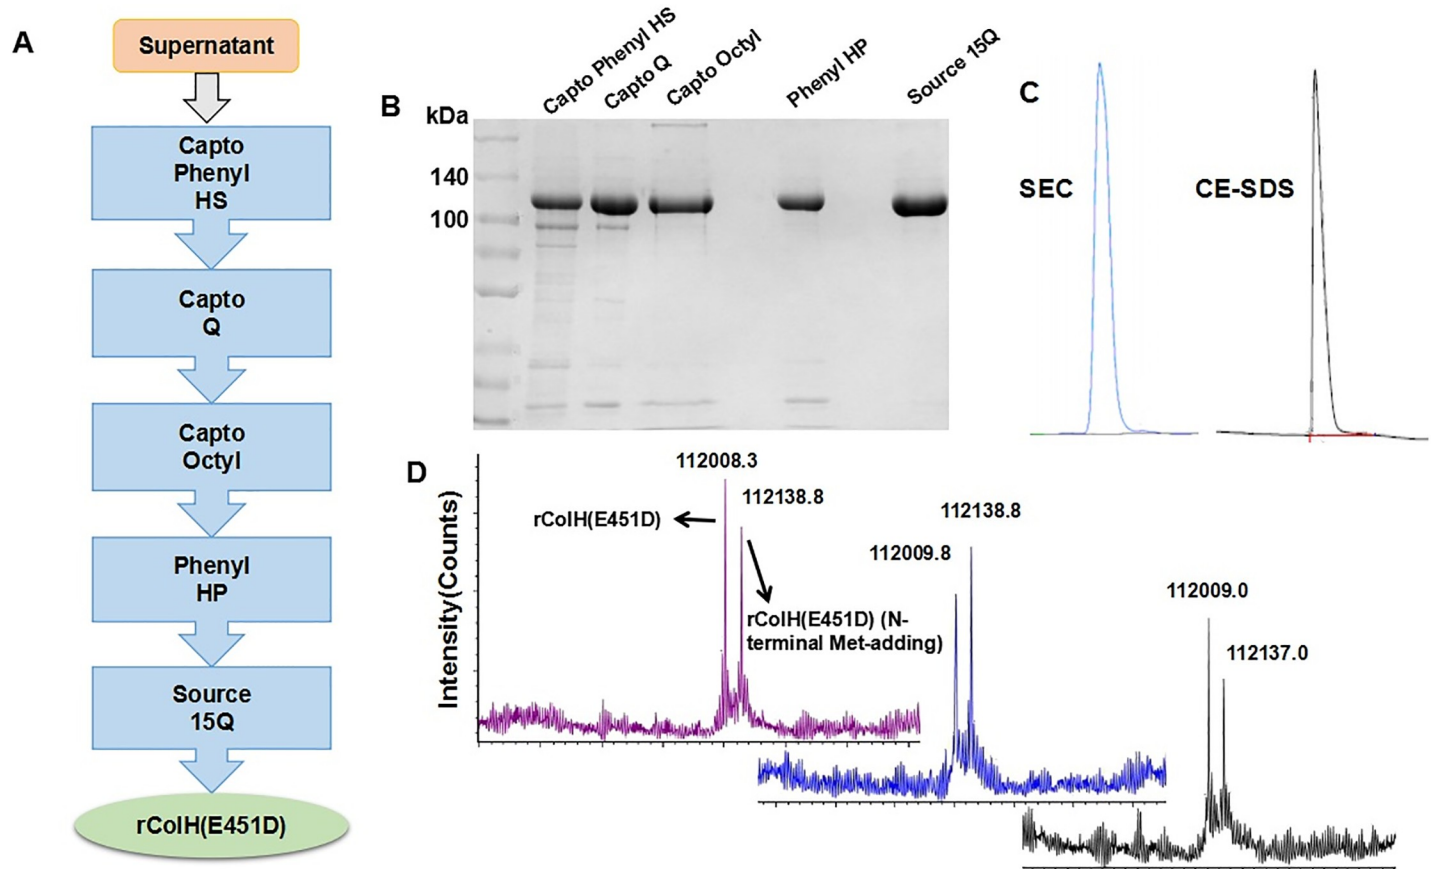 A
Supernatant
Capto
Phenyl
HS
Capto
Q
Capto
Octyl
Phenyl
HP
Source
15Q
rColH(E451D)
B
kDa
140
100
Capto Phenyl HS
Capto Q
Capto Octyl
Phenyl HP
Source 15Q
C
SEC
CE-SDS
D
Intensity(Counts)
112008.3
112138.8
rColH(E451D)
rColH(E451D) (N-
terminal Met-adding)
112138.8
112009.8
112009.0
112137.0